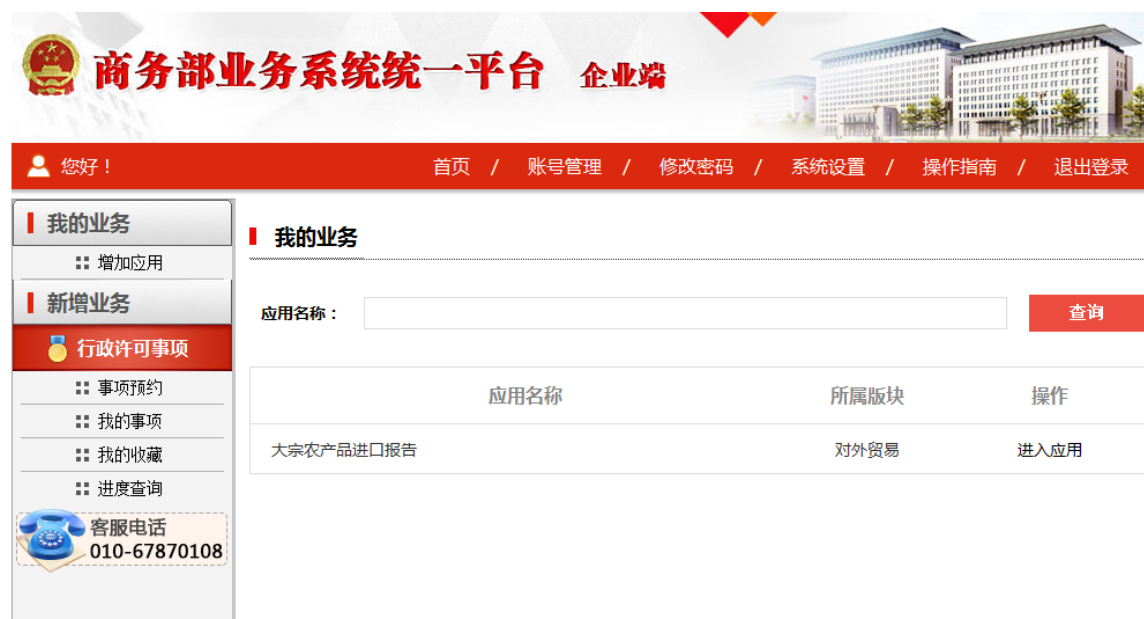 商务部业务系统统一平台 企业端
您好！ 首页 / 账号管理 / 修改密码 / 系统设置 / 操作指南 / 退出登录
我的业务
增加应用
新增业务
行政许可事项
事项预约
我的事项
我的收藏
进度查询
客服电话
010-67870108
我的业务
应用名称： 查询
应用名称 所属版块 操作
大宗农产品进口报告 对外贸易 进入应用